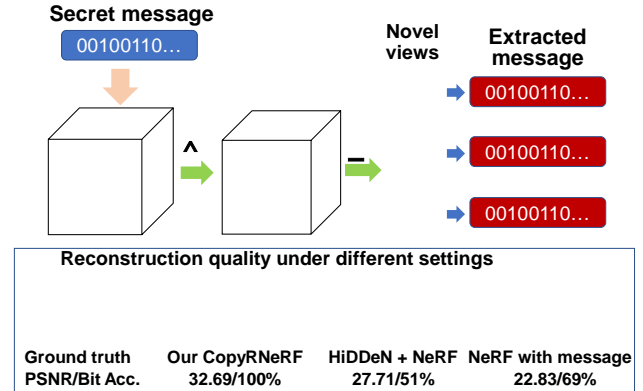 Secret message
00100110...
Novel
views
Extracted
message
00100110...
^
00100110...
–
00100110...
Reconstruction quality under different settings
Ground truth Our CopyRNeRF HiDDeN + NeRF NeRF with message
PSNR/Bit Acc. 32.69/100% 27.71/51% 22.83/69%